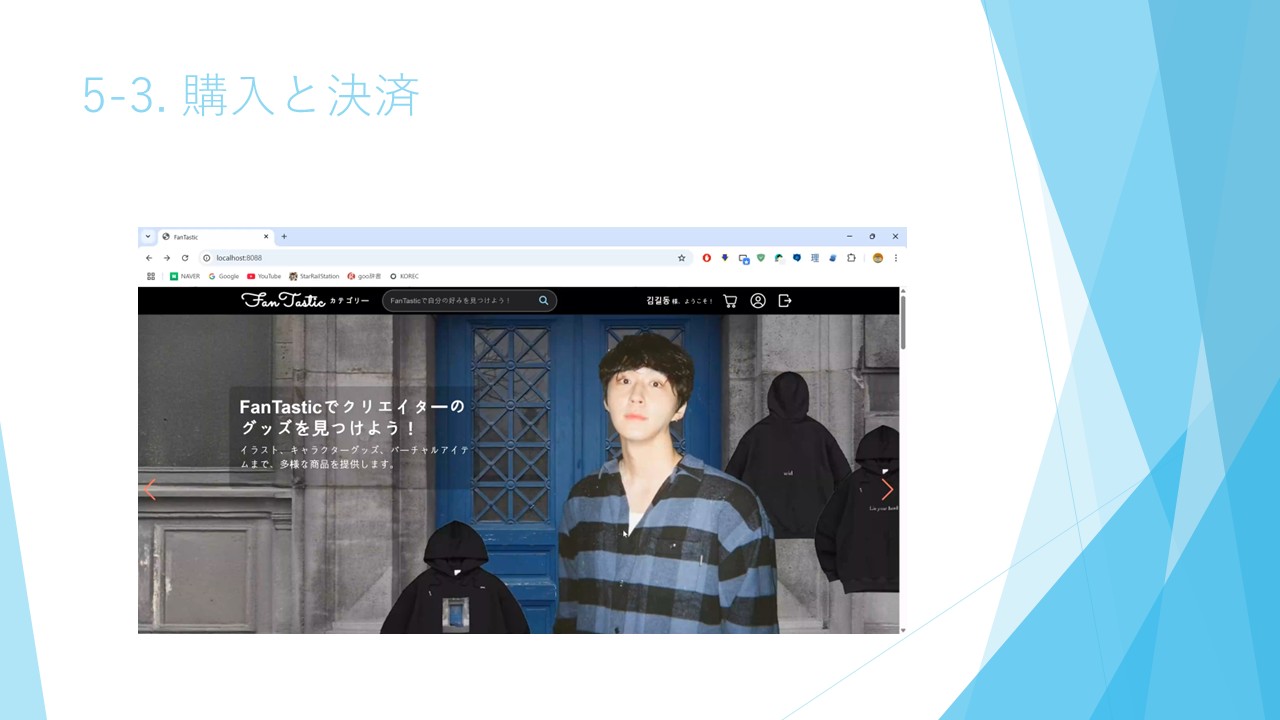 5-3. 購入と決済
FanTastic
localhost:8088
NAVER
Google
YouTube
StarRailStation
goo辞書
KOREC
FanTastic
カテゴリー
FanTasticで自分の好みを見つけよう！
김길동 様、ようこそ！
FanTasticでクリエイターの
グッズを見つけよう！
イラスト、キャラクターグッズ、バーチャルアイテ
ムまで、多様な商品を提供します。